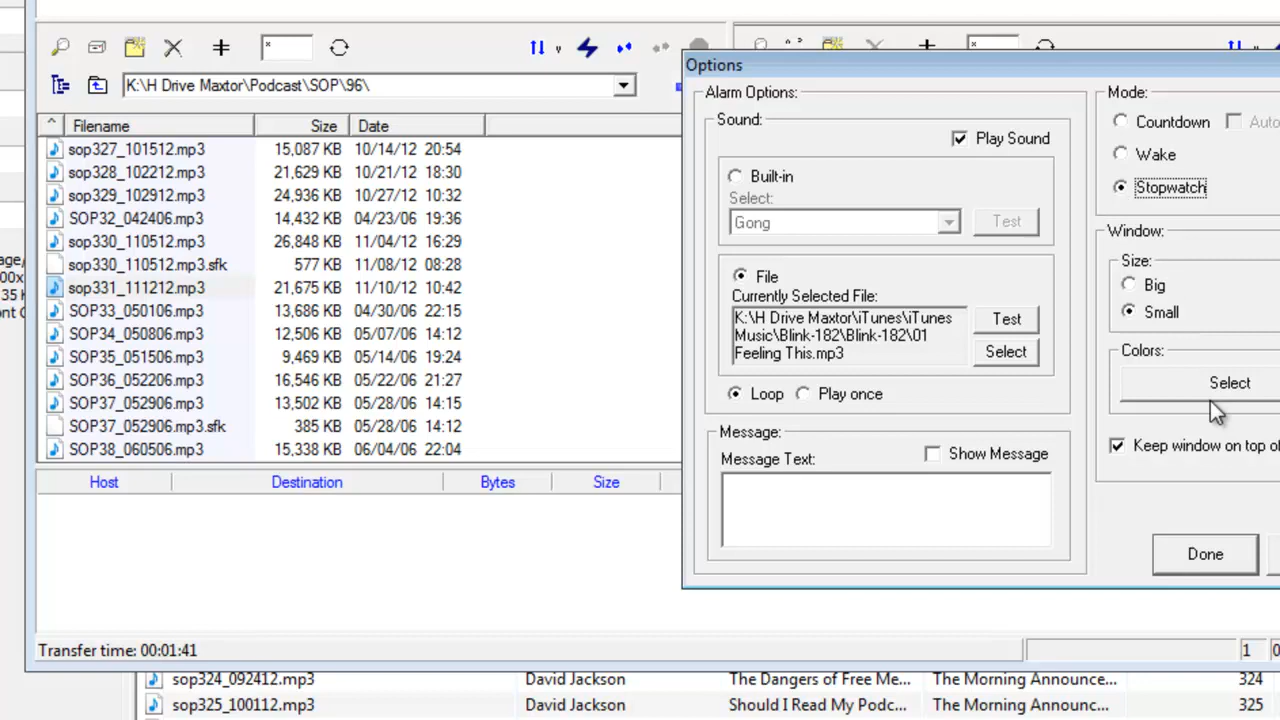 Options
K:\H Drive Maxtor\Podcast\SOP\96\
Filename Size Date
sop327_101512.mp3 15,087 KB 10/14/12 20:54
sop328_102212.mp3 21,629 KB 10/21/12 18:30
sop329_102912.mp3 24,936 KB 10/27/12 10:32
SOP32_042406.mp3 14,432 KB 04/23/06 19:36
sop330_110512.mp3 26,848 KB 11/04/12 16:29
sop330_110512.mp3.sfk 577 KB 11/08/12 08:28
sop331_111212.mp3 21,675 KB 11/10/12 10:42
SOP33_050106.mp3 13,686 KB 04/30/06 22:15
SOP34_050806.mp3 12,506 KB 05/07/06 14:12
SOP35_051506.mp3 9,469 KB 05/14/06 19:24
SOP36_052206.mp3 16,546 KB 05/22/06 21:27
SOP37_052906.mp3 13,502 KB 05/28/06 14:15
SOP37_052906.mp3.sfk 385 KB 05/28/06 14:12
SOP38_060506.mp3 15,338 KB 06/04/06 22:04
Host Destination Bytes Size
Alarm Options:
Sound:
Play Sound
Built-in
Select:
Gong Test
File
Currently Selected File:
K:\H Drive Maxtor\iTunes\iTunes
Music\Blink-182\Blink-182\01
Feeling This.mp3
Test
Select
Loop Play once
Message:
Message Text: Show Message
Mode:
Countdown Auto
Wake
Stopwatch
Window:
Size:
Big
Small
Colors:
Select
Keep window on top of
Done
Transfer time: 00:01:41 1 0
sop324_092412.mp3 David Jackson The Dangers of Free Me... The Morning Announce... 324
sop325_100112.mp3 David Jackson Should I Read My Podc... The Morning Announc... 325